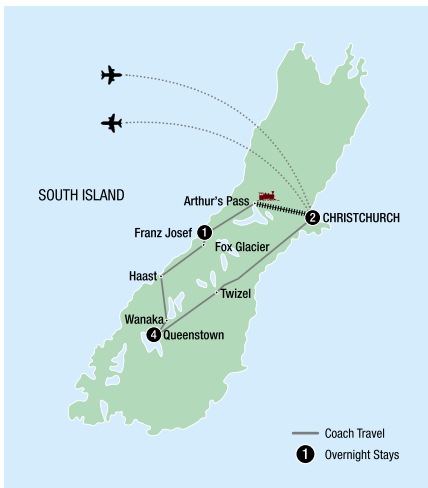 SOUTH ISLAND
Arthur's Pass
2 CHRISTCHURCH
Franz Josef 1
Fox Glacier
Haast
Twizel
Wanaka
4 Queenstown
Coach Travel
1 Overnight Stays